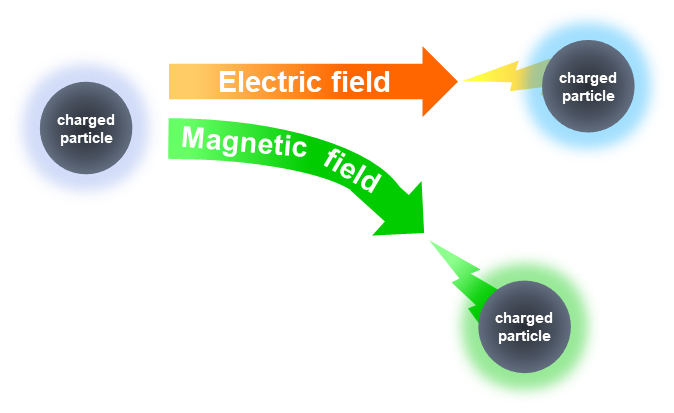 charged
particle
Electric field
charged
particle
Magnetic field
charged
particle